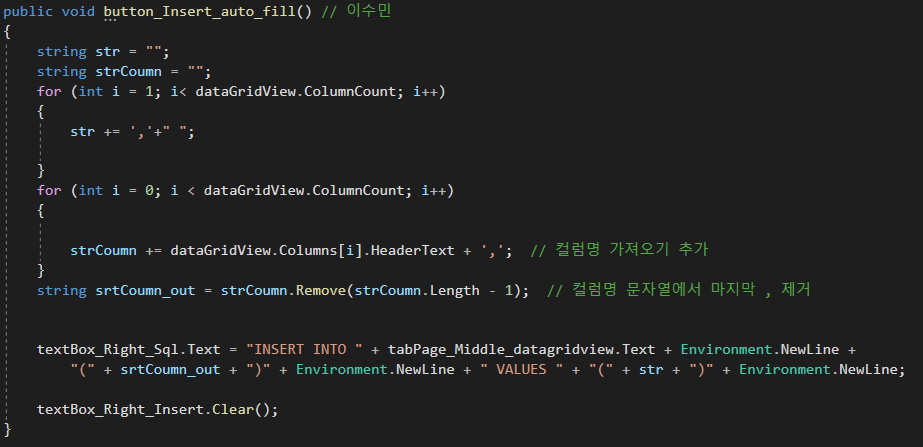 public void button_Insert_auto_fill() // 이수민
{
string str = "";
string strCoumn = "";
for (int i = 1; i< dataGridView.ColumnCount; i++)
{
str += ','+" ";
}
for (int i = 0; i < dataGridView.ColumnCount; i++)
{
strCoumn += dataGridView.Columns[i].HeaderText + ',';  // 컬럼명 가져오기 추가
}
string srtCoumn_out = strCoumn.Remove(strCoumn.Length - 1);  // 컬럼명 문자열에서 마지막 , 제거
textBox_Right_Sql.Text = "INSERT INTO " + tabPage_Middle_datagridview.Text + Environment.NewLine +
"(" + srtCoumn_out + ")" + Environment.NewLine + " VALUES " + "(" + str + ")" + Environment.NewLine;
textBox_Right_Insert.Clear();
}